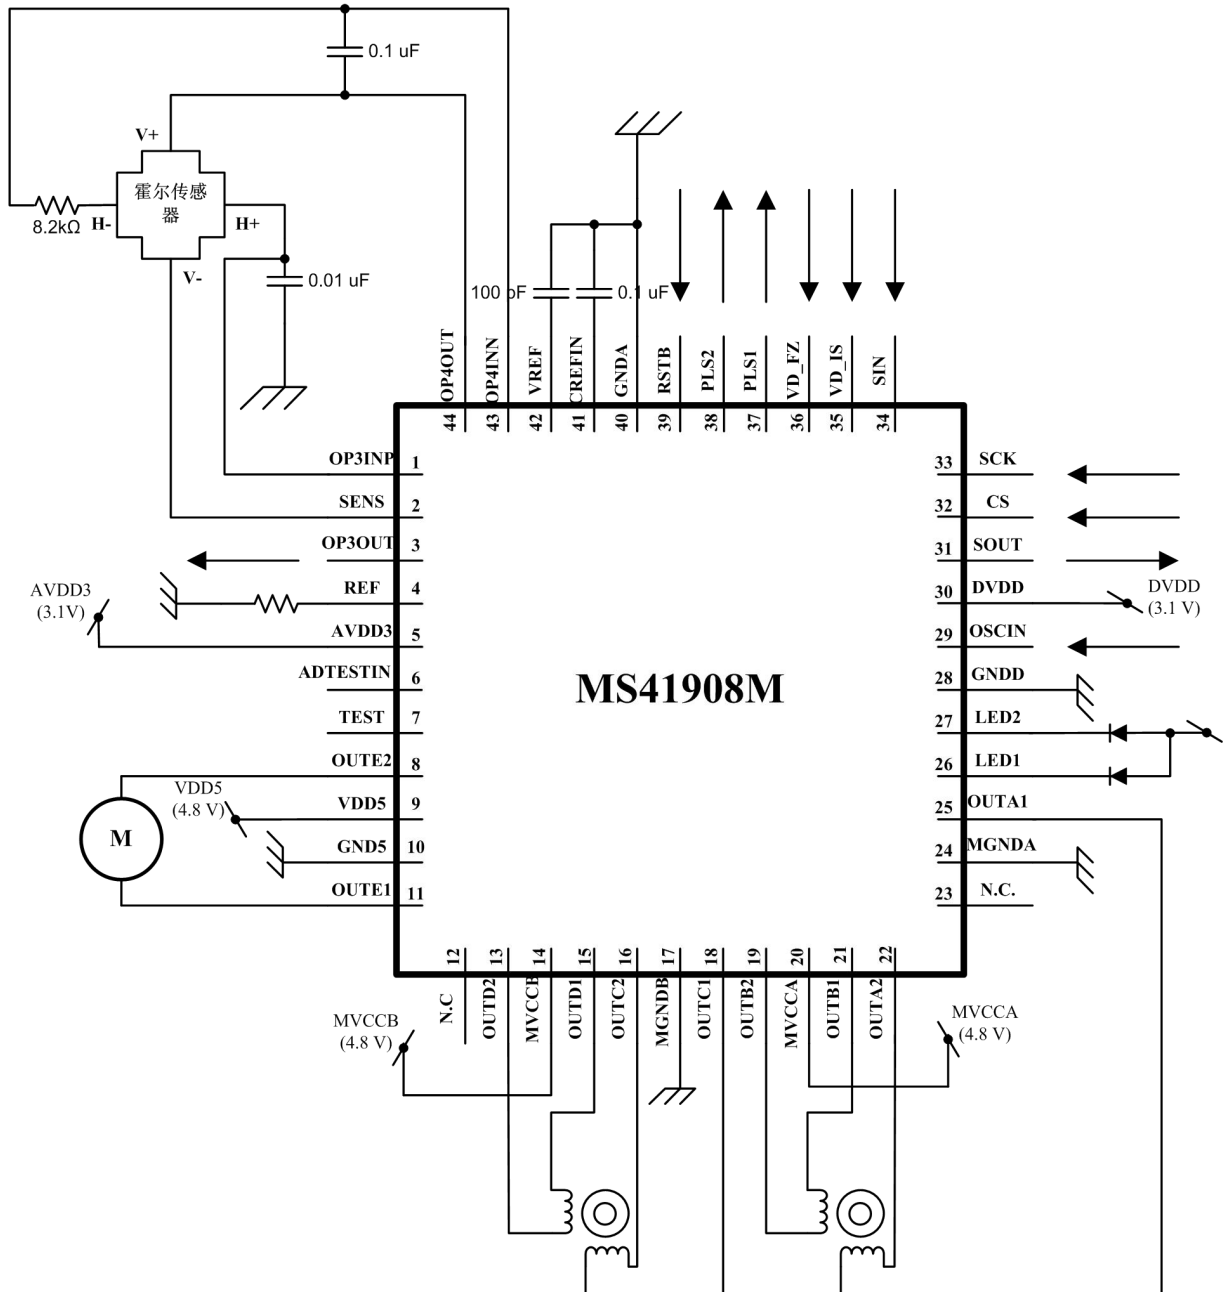 0.1 uF
V+
霍尔传感
器
8.2kΩ
H-
H+
V-
0.01 uF
100 pF
0.1 uF
OP4OUT
OP4INN
VREF
CREFIN
GNDA
RSTB
PLS2
PLS1
VD_FZ
VD_IS
SIN
44
43
42
41
40
39
38
37
36
35
34
OP3INP 1
SENS 2
OP3OUT 3
REF 4
AVDD3 5
ADTESTIN 6
TEST 7
OUTE2 8
VDD5 9
GND5 10
OUTE1 11
AVDD3
(3.1V)
VDD5
(4.8 V)
M
MS41908M
33 SCK
32 CS
31 SOUT
30 DVDD
29 OSCIN
28 GNDD
27 LED2
26 LED1
25 OUTA1
24 MGNDA
23 N.C.
DVDD
(3.1 V)
12
13
14
15
16
17
18
19
20
21
22
N.C
OUTD2
MVCCB
OUTD1
OUTC2
MGNDB
OUTC1
OUTB2
MVCCA
OUTB1
OUTA2
MVCCB
(4.8 V)
MVCCA
(4.8 V)